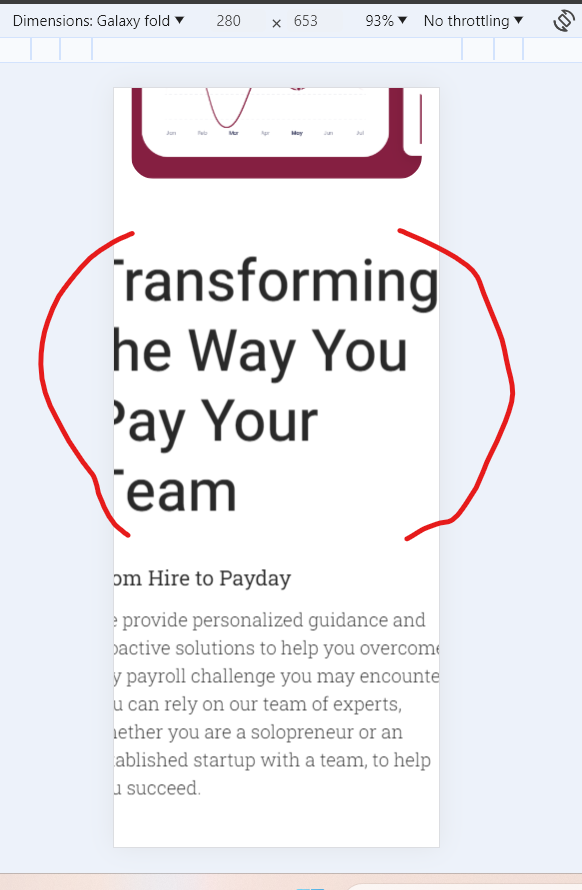 Dimensions: Galaxy fold ▼ 280 × 653 93% ▼ No throttling ▼
Jan Feb Mar Apr May Jun Jul
Transforming
he Way You
Pay Your
Team
om Hire to Payday
e provide personalized guidance and
oactive solutions to help you overcome
y payroll challenge you may encounte
u can rely on our team of experts,
hether you are a solopreneur or an
tablished startup with a team, to help
u succeed.